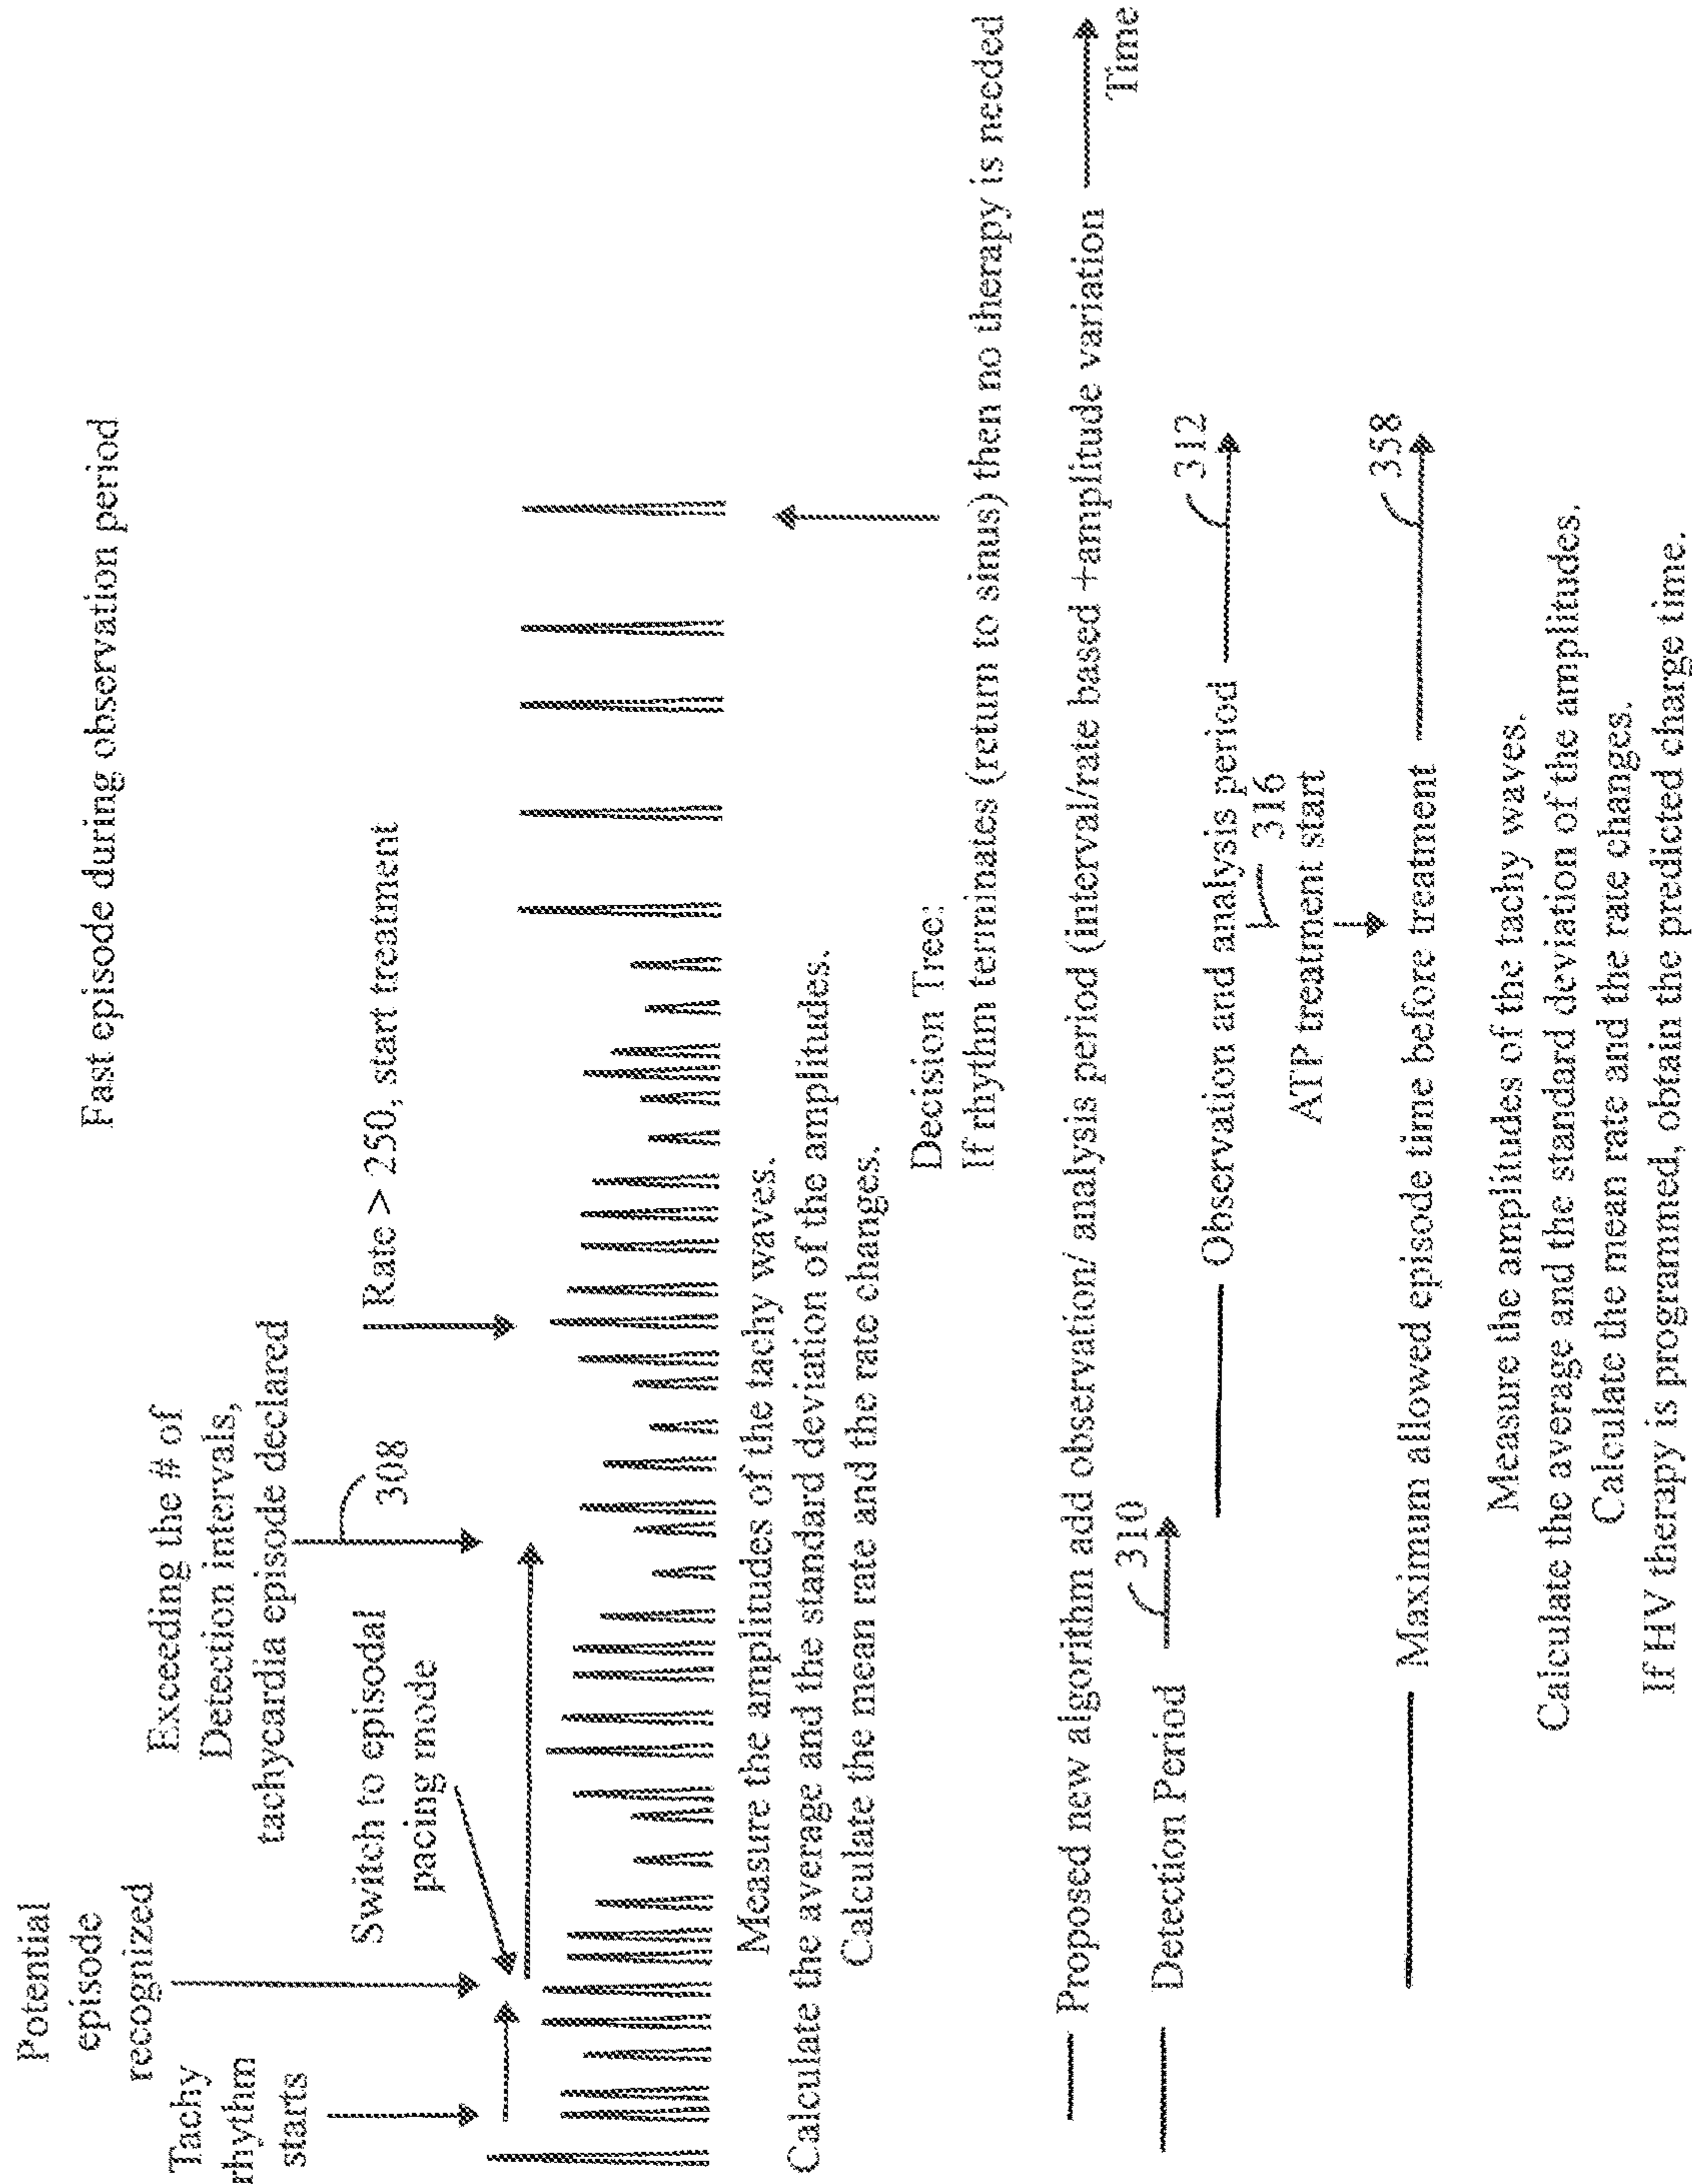 Fast episode during observation period
Potential
episode
recognized
Tachy
rhythm
starts
Exceeding the # of
Detection intervals,
tachycardia episode declared
308
Switch to episodal
pacing mode
Rate > 250, start treatment
Measure the amplitudes of the tachy waves.
Calculate the average and the standard deviation of the amplitudes.
Calculate the mean rate and the rate changes.
Decision Tree:
If rhythm terminates (return to sinus) then no therapy is needed
Proposed new algorithm add observation/ analysis period (interval/rate based +amplitude variation
Time
Detection Period
310
Observation and analysis period
312
316
ATP treatment start
Maximum allowed episode time before treatment
358
Measure the amplitudes of the tachy waves.
Calculate the average and the standard deviation of the amplitudes.
Calculate the mean rate and the rate changes.
If HV therapy is programmed, obtain the predicted charge time.